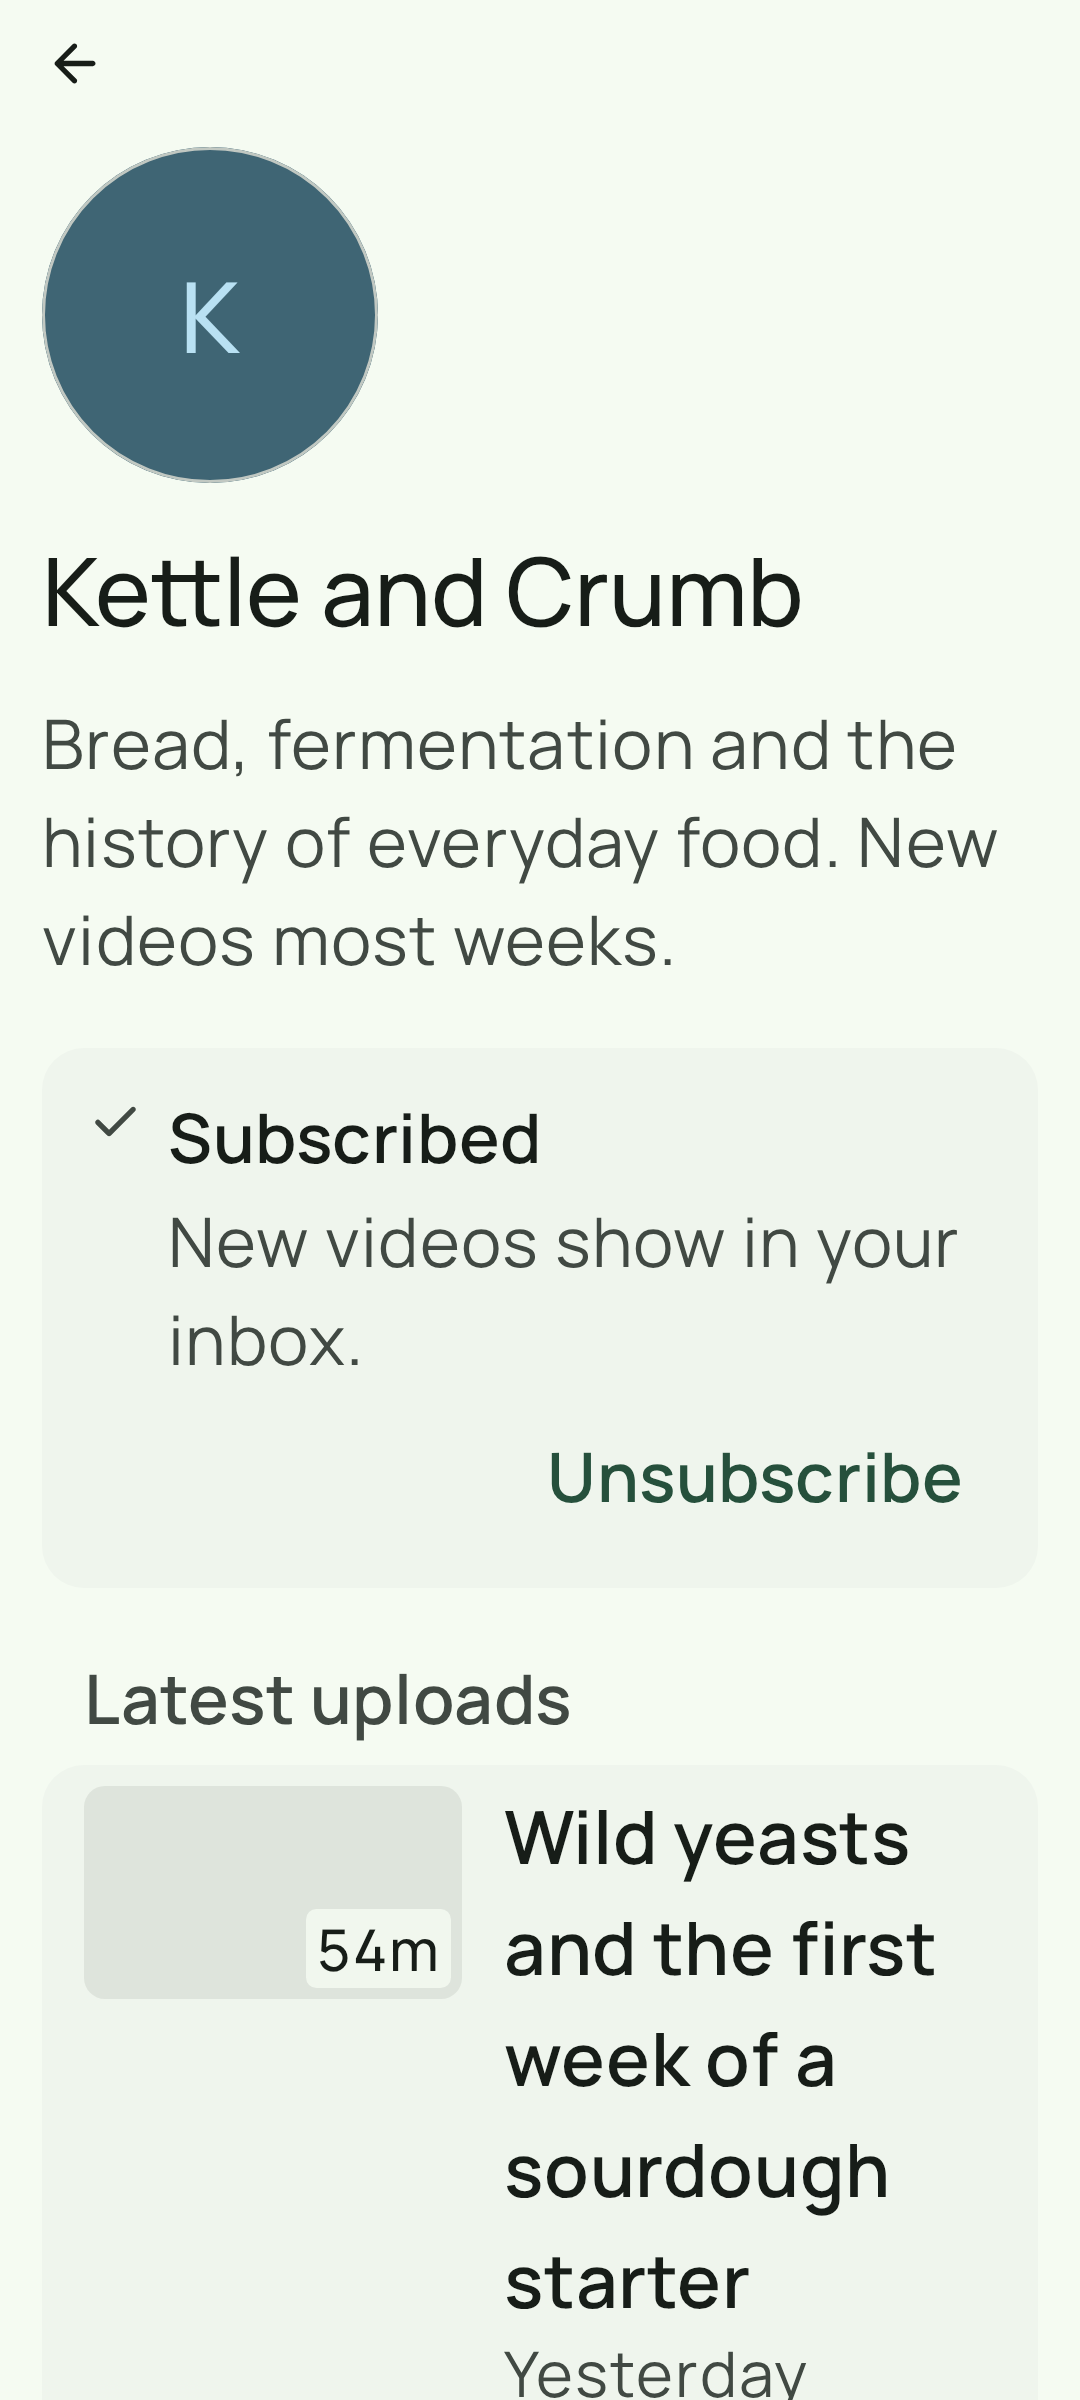 K
Kettle and Crumb
Bread, fermentation and the
history of everyday food. New
videos most weeks.
Subscribed
New videos show in your
inbox.
Unsubscribe
Latest uploads
54m
Wild yeasts
and the first
week of a
sourdough
starter
Yesterday